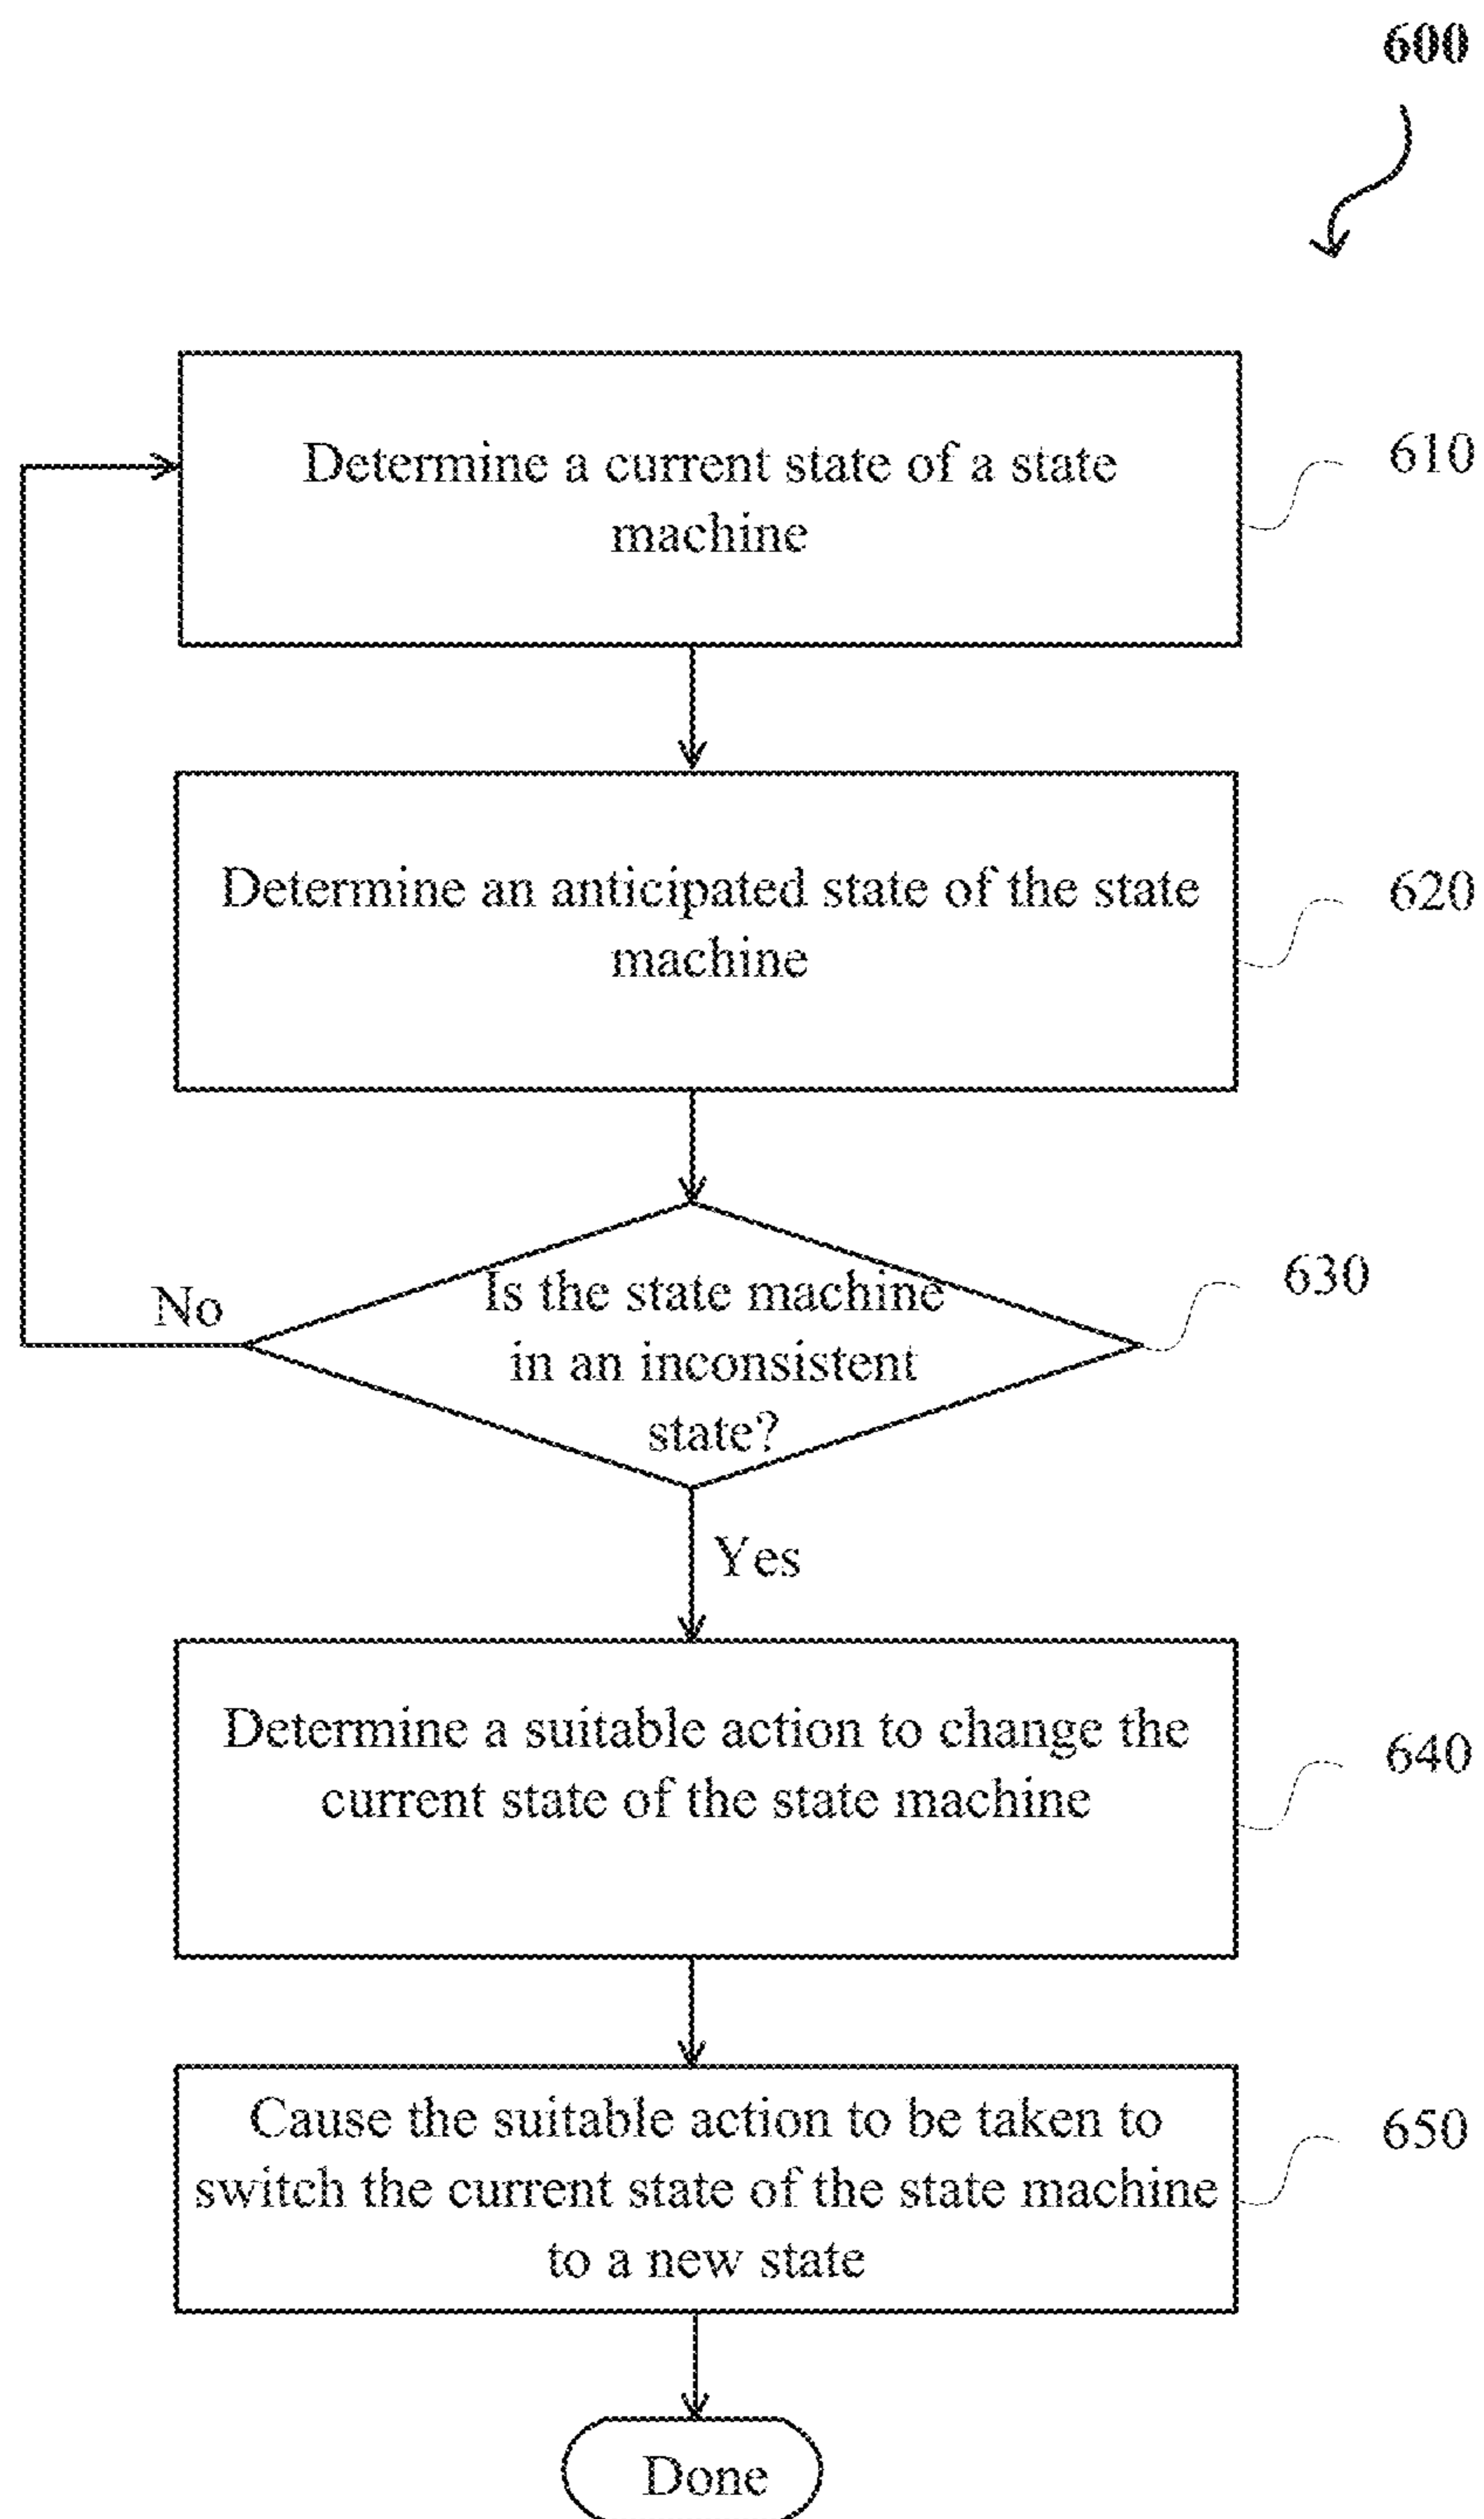 600
Determine a current state of a state
machine
610
Determine an anticipated state of the state
machine
620
Is the state machine
in an inconsistent
state?
630
No
Yes
Determine a suitable action to change the
current state of the state machine
640
Cause the suitable action to be taken to
switch the current state of the state machine
to a new state
650
Done